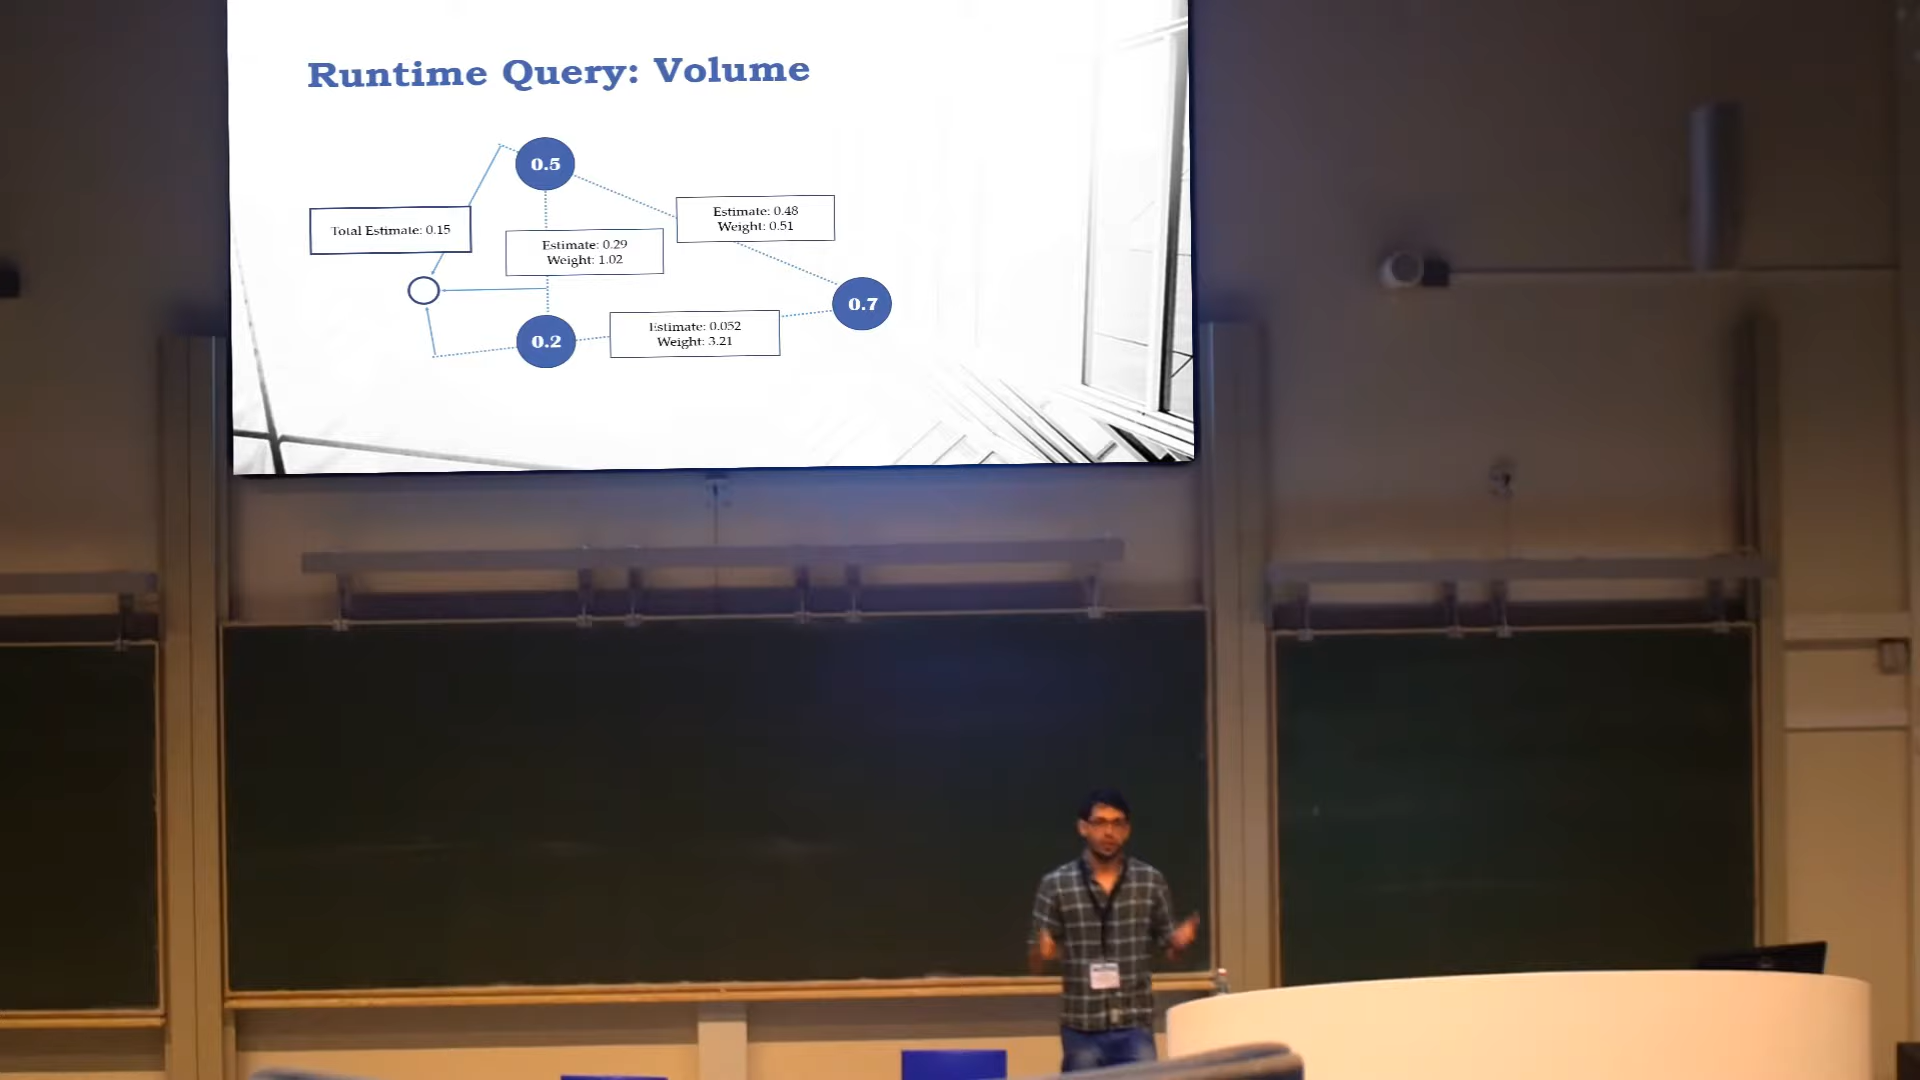 Runtime Query: Volume
0.5
Estimate: 0.48
Weight: 0.51
Total Estimate: 0.15
Estimate: 0.29
Weight: 1.02
0.7
Estimate: 0.052
Weight: 3.21
0.2